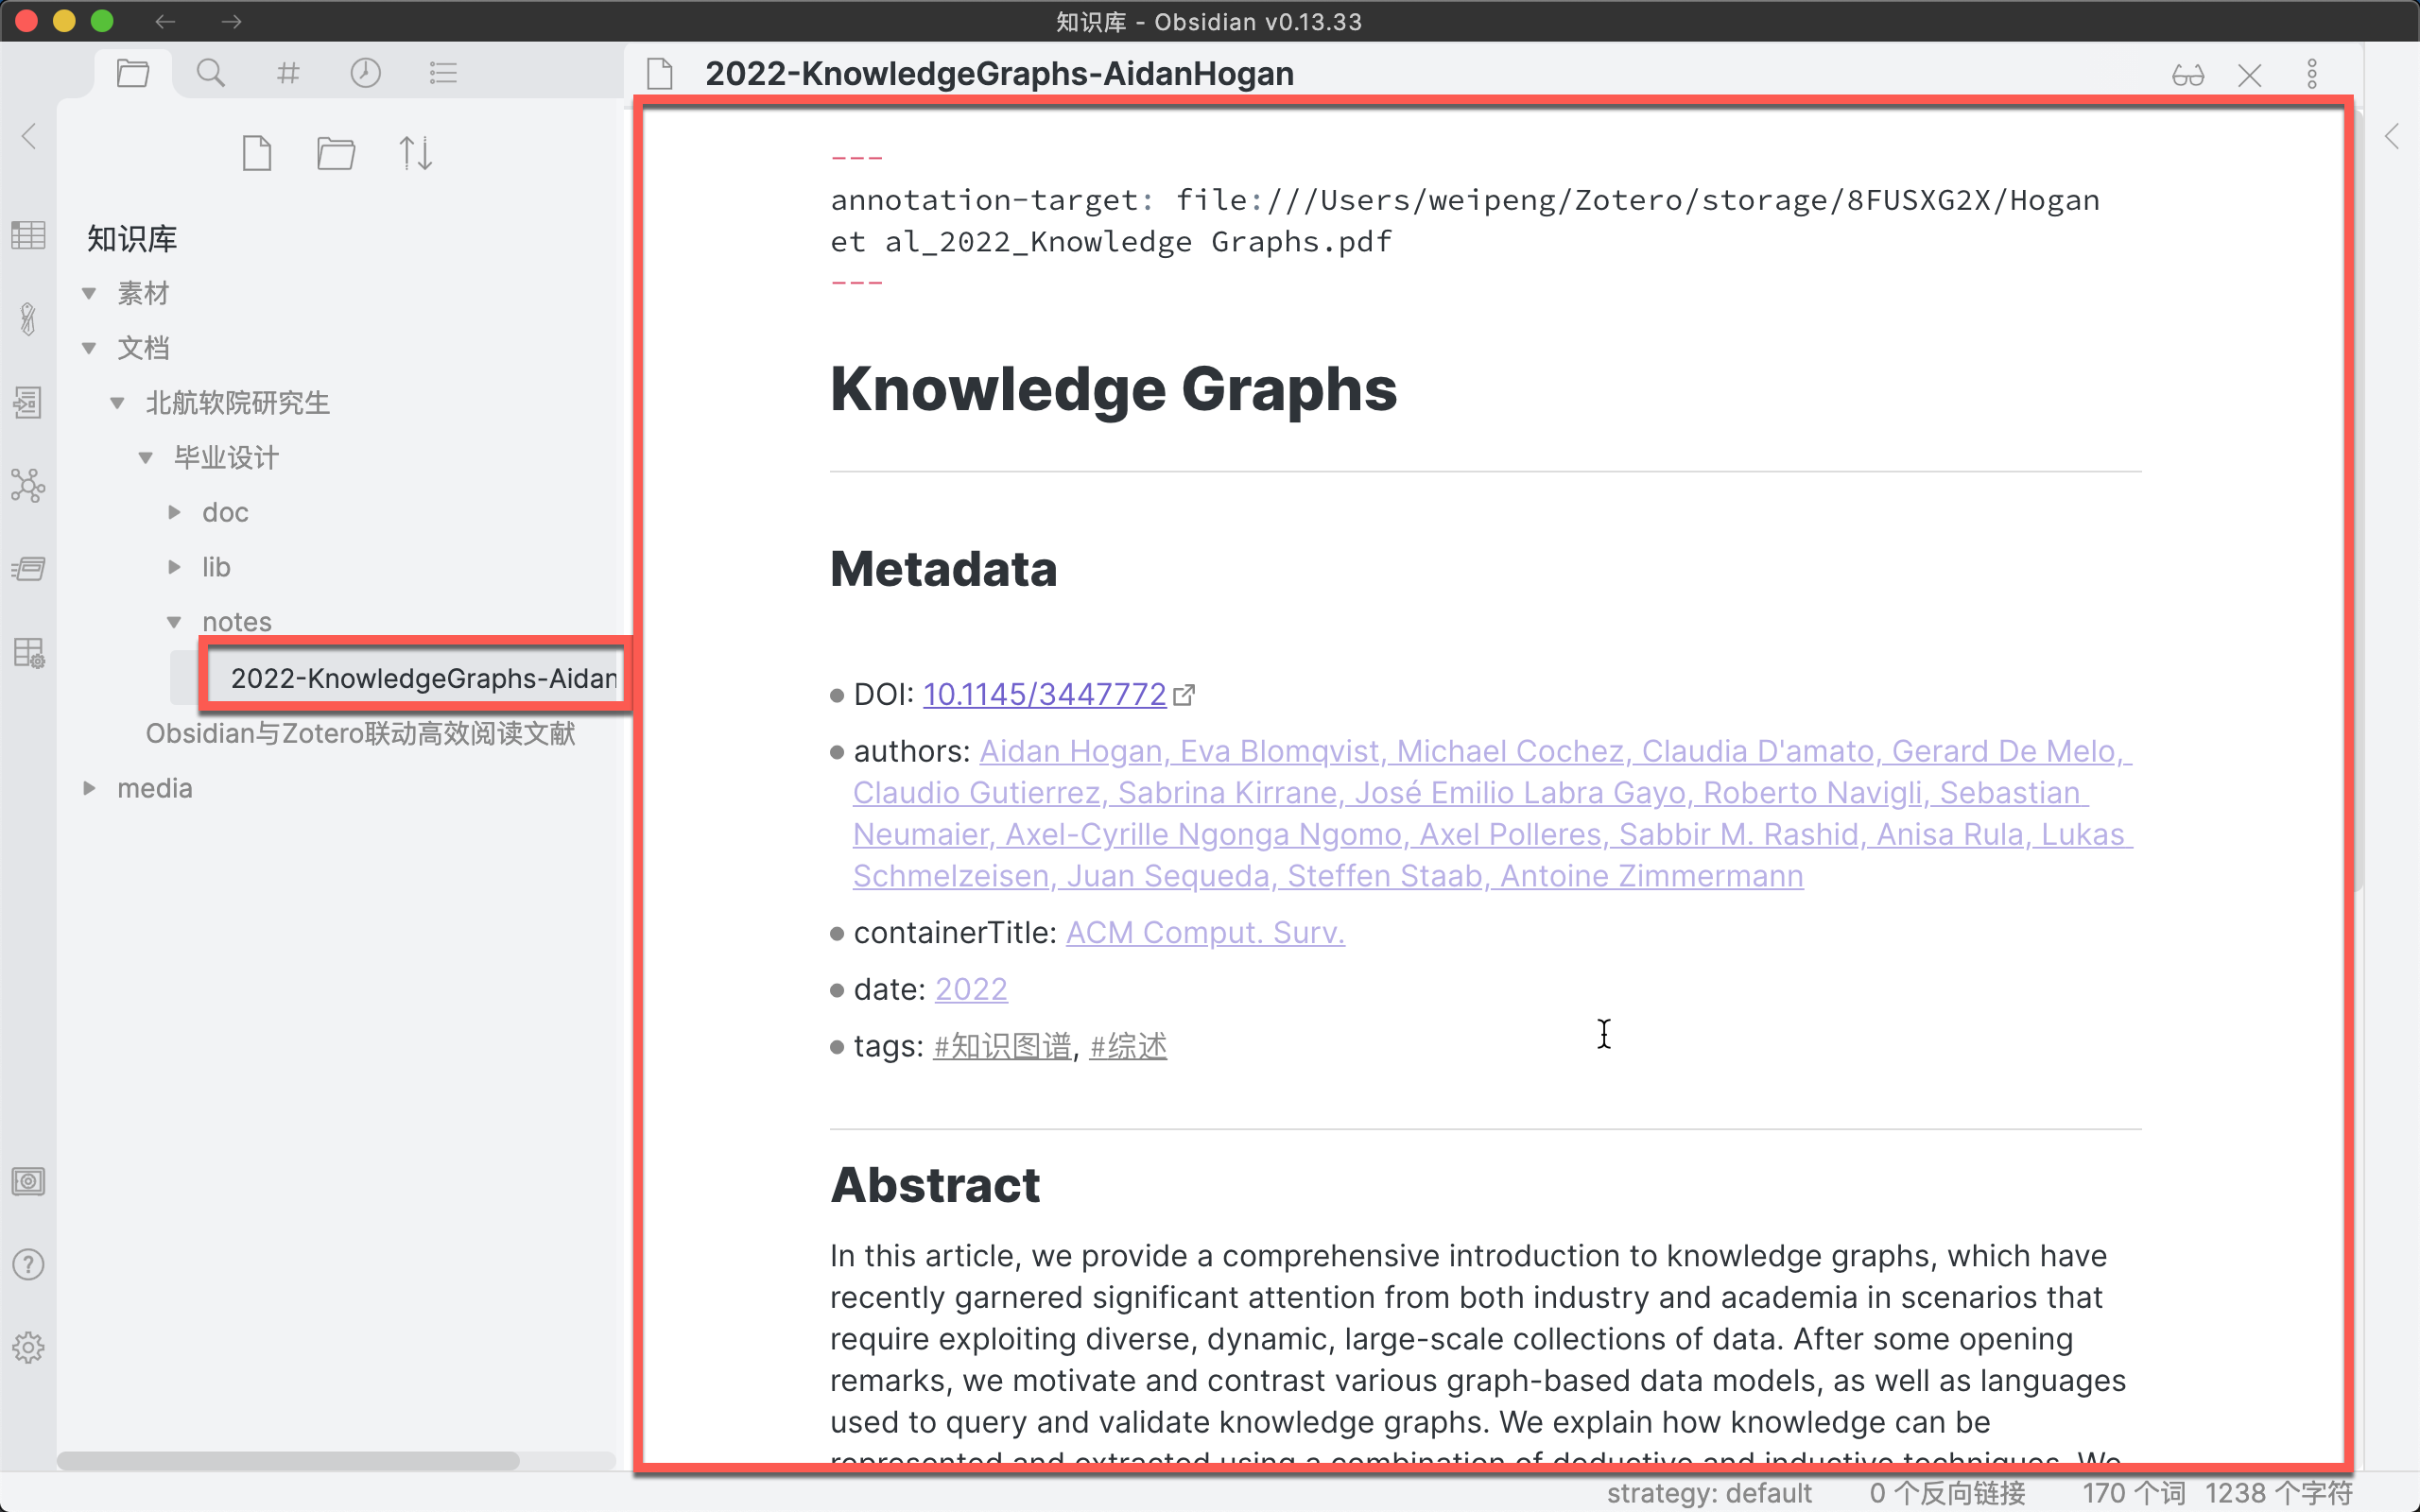 知识库 - Obsidian v0.13.33
2022-KnowledgeGraphs-AidanHogan
知识库
素材
文档
北航软院研究生
毕业设计
doc
lib
notes
2022-KnowledgeGraphs-Aidan
Obsidian与Zotero联动高效阅读文献
media
---
annotation-target: file:///Users/weipeng/Zotero/storage/8FUSXG2X/Hogan
et al_2022_Knowledge Graphs.pdf
---
Knowledge Graphs
Metadata
DOI: 10.1145/3447772
authors: Aidan Hogan, Eva Blomqvist, Michael Cochez, Claudia D'amato, Gerard De Melo,
Claudio Gutierrez, Sabrina Kirrane, José Emilio Labra Gayo, Roberto Navigli, Sebastian
Neumaier, Axel-Cyrille Ngonga Ngomo, Axel Polleres, Sabbir M. Rashid, Anisa Rula, Lukas
Schmelzeisen, Juan Sequeda, Steffen Staab, Antoine Zimmermann
containerTitle: ACM Comput. Surv.
date: 2022
tags: #知识图谱, #综述
Abstract
In this article, we provide a comprehensive introduction to knowledge graphs, which have
recently garnered significant attention from both industry and academia in scenarios that
require exploiting diverse, dynamic, large-scale collections of data. After some opening
remarks, we motivate and contrast various graph-based data models, as well as languages
used to query and validate knowledge graphs. We explain how knowledge can be
represented and extracted using a combination of deductive and inductive techniques. We
strategy: default 0 个反向链接 170 个词 1238 个字符